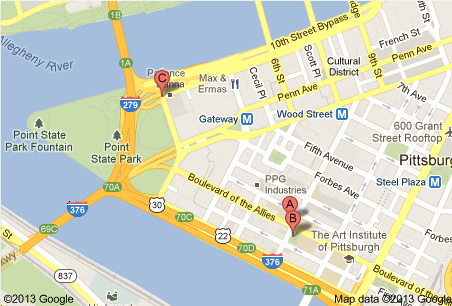 1B
10th Street Bypass
Allegheny River
1A
6th St
Scott Pl
French St
Cultural
District
9th St
Penn Ave
7th Ave
C
Max &
Ermas
Cecil Pl
Penn Ave
279
Gateway M
Wood Street M
600 Grant
Street Rooftop
Point State
Park Fountain
Point
State Park
Fifth Avenue
Pittsburgh
PPG
Industries
Forbes Ave
Steel Plaza M
70A
Boulevard of the Allies
376
30
70C
A
B
69C
St
22
70D
The Art Institute
of Pittsburgh
376
837
Boulevard of the
71A
©2013 Google
Map data ©2013 Google